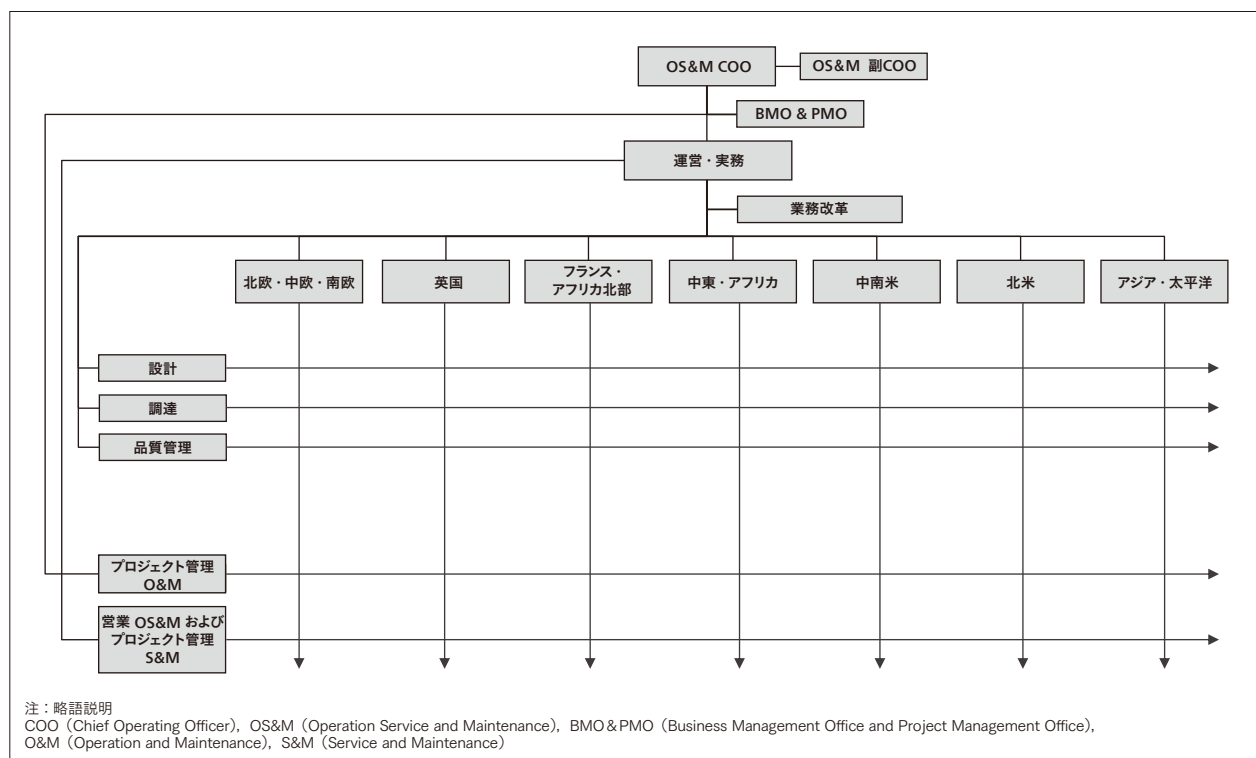 OS&M COO
OS&M 副COO
BMO & PMO
運営・実務
業務改革
北欧・中欧・南欧
英国
フランス・
アフリカ北部
中東・アフリカ
中南米
北米
アジア・太平洋
設計
調達
品質管理
プロジェクト管理
O&M
営業 OS&M および
プロジェクト管理
S&M
注：略語説明
COO（Chief Operating Officer），OS&M（Operation Service and Maintenance），BMO＆PMO（Business Management Office and Project Management Office），
O&M（Operation and Maintenance），S&M（Service and Maintenance）